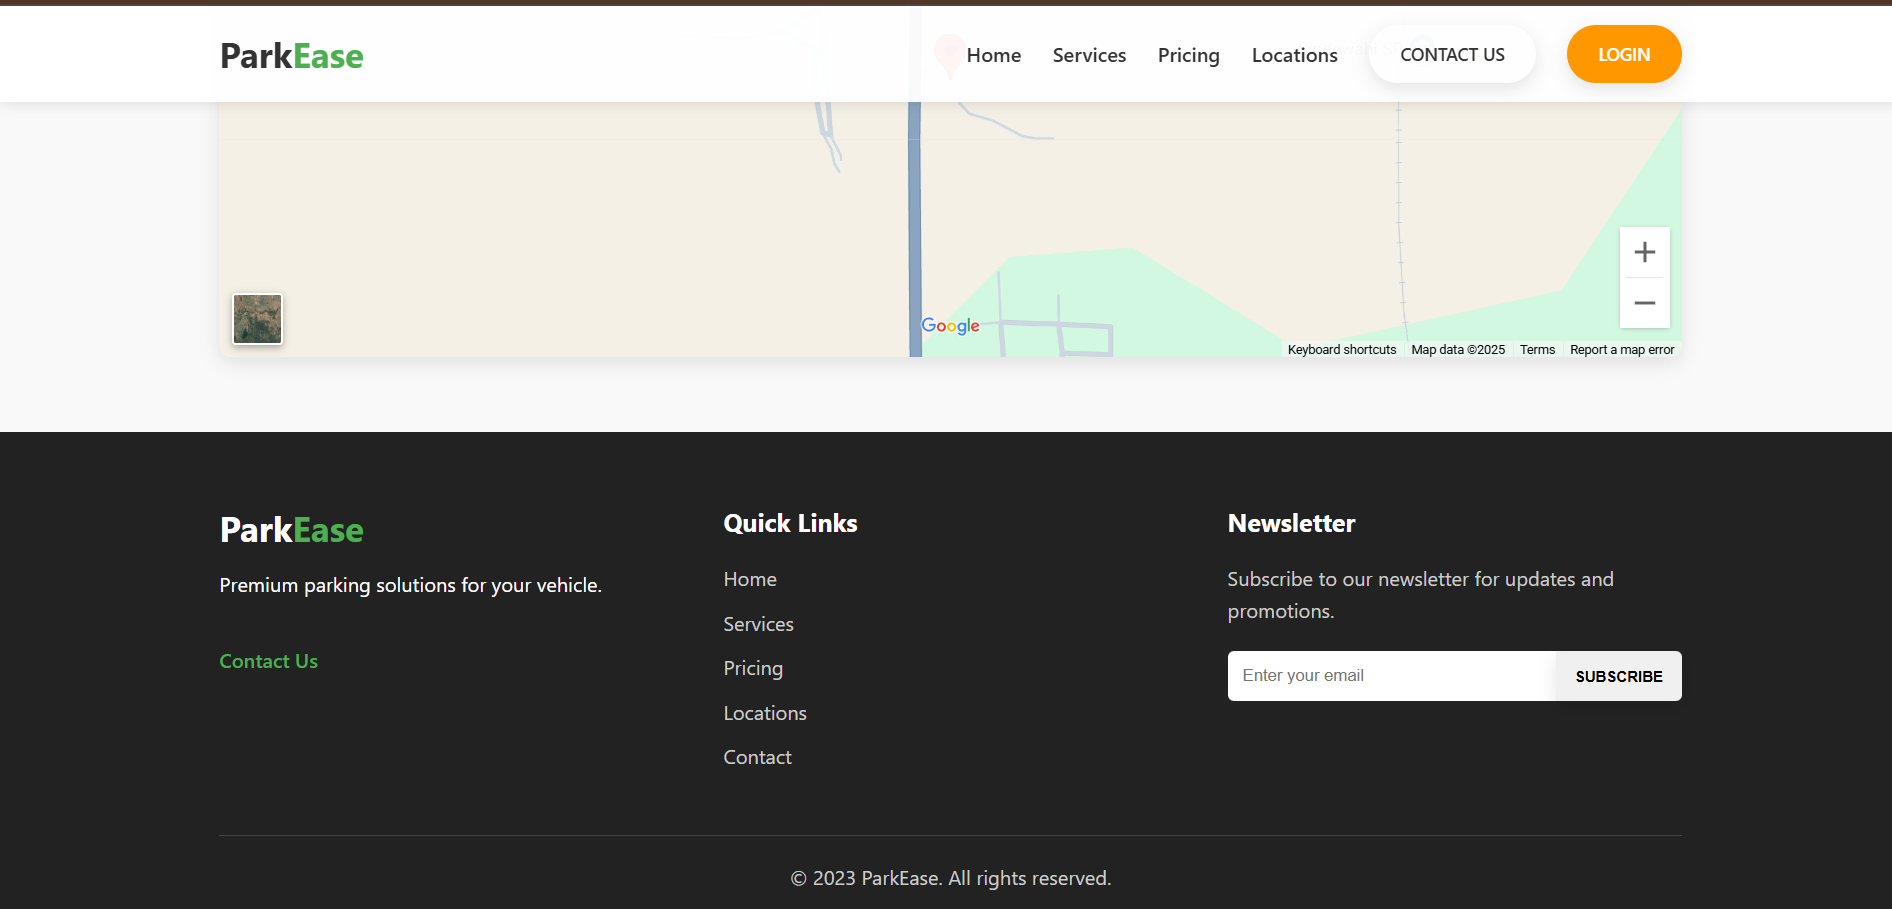 ParkEase
Home Services Pricing Locations CONTACT US LOGIN
Google
Keyboard shortcuts Map data ©2025 Terms Report a map error
ParkEase
Premium parking solutions for your vehicle.
Contact Us
Quick Links
Home
Services
Pricing
Locations
Contact
Newsletter
Subscribe to our newsletter for updates and
promotions.
Enter your email SUBSCRIBE
© 2023 ParkEase. All rights reserved.